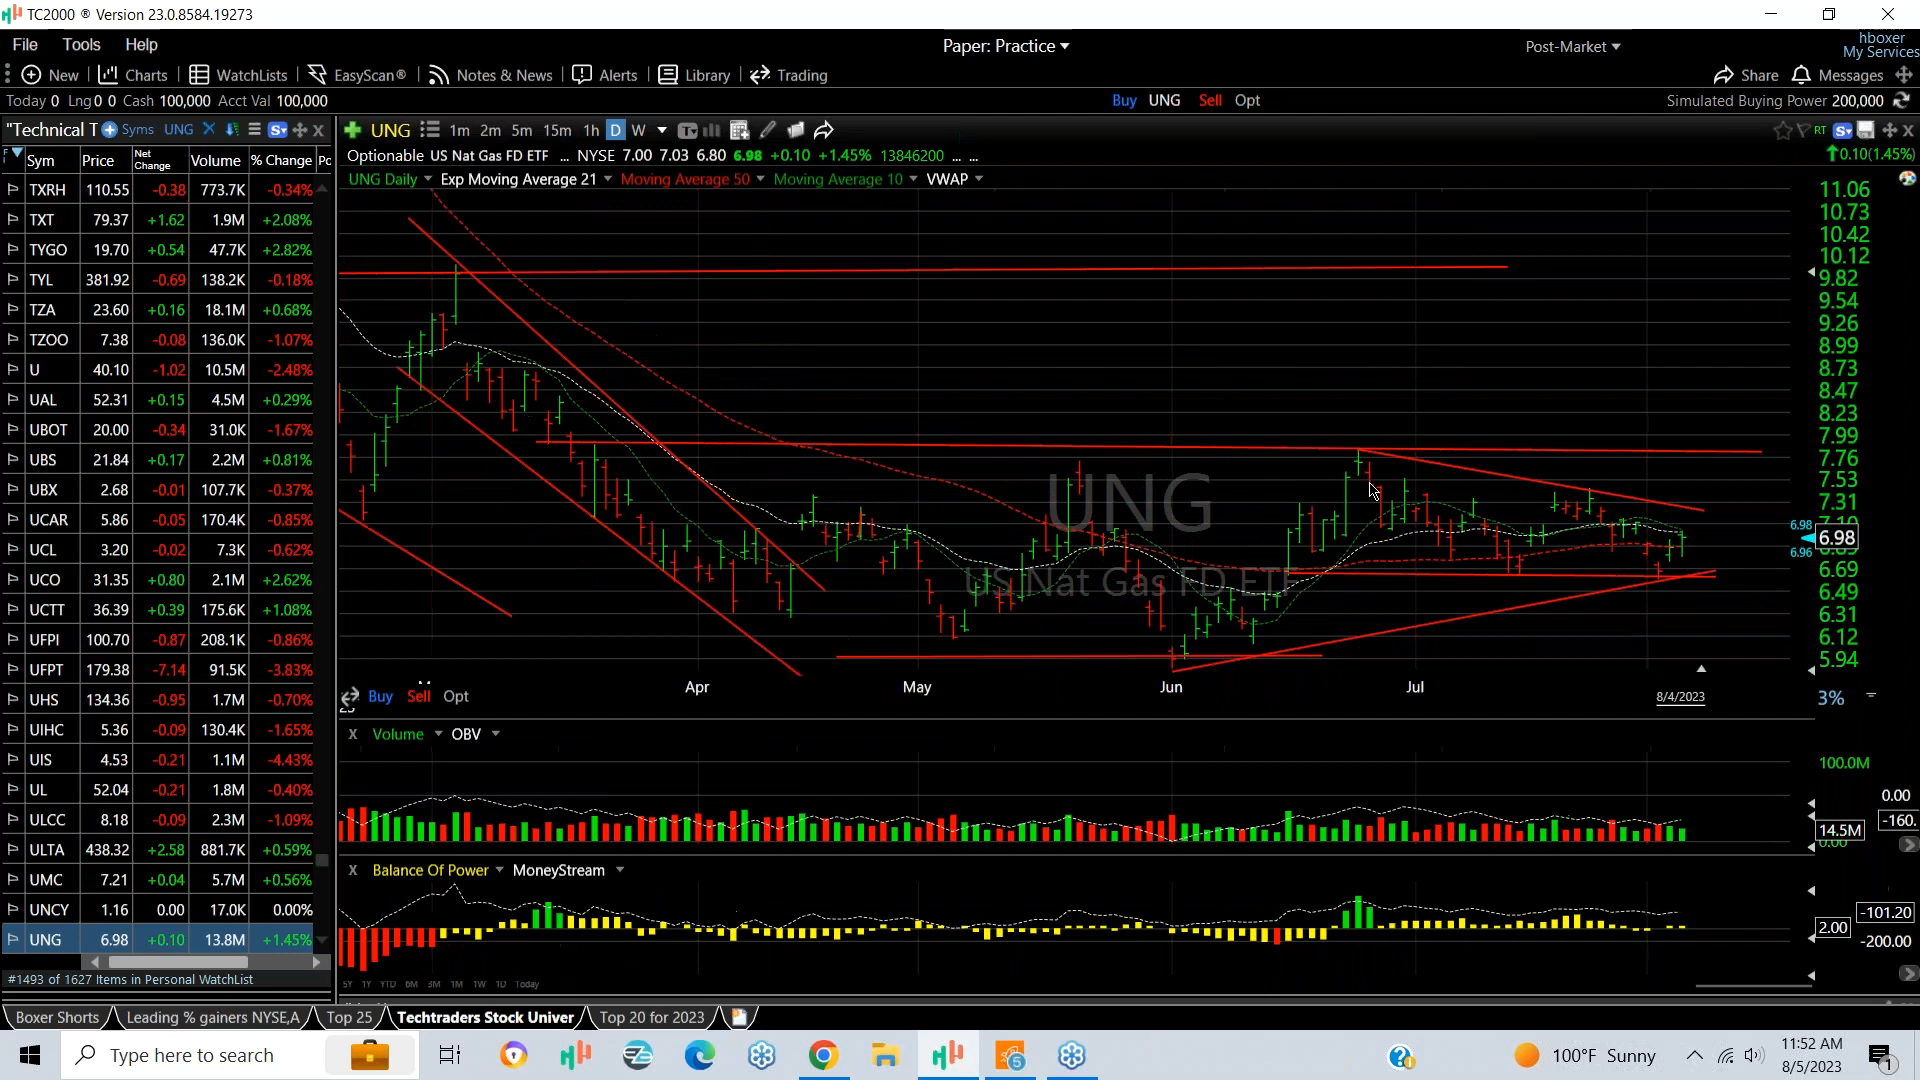 TC2000 ® Version 23.0.8584.19273
File Tools Help
Paper: Practice
Post-Market
hboxer
My Services
New Charts WatchLists EasyScan® Notes & News Alerts Library Trading
Share Messages
Today 0 Lng 0 0 Cash 100,000 Acct Val 100,000
Buy UNG Sell Opt
Simulated Buying Power 200,000
"Technical T Syms UNG
UNG 1m 2m 5m 15m 1h D W
RT
Sym Price Net Change Volume % Change Pc
Optionable US Nat Gas FD ETF ... NYSE 7.00 7.03 6.80 6.98 +0.10 +1.45% 13846200 ... ...
0.10(1.45%)
UNG Daily Exp Moving Average 21 Moving Average 50 Moving Average 10 VWAP
TXRH 110.55 -0.38 773.7K -0.34%
TXT 79.37 +1.62 1.9M +2.08%
TYGO 19.70 +0.54 47.7K +2.82%
TYL 381.92 -0.69 138.2K -0.18%
TZA 23.60 +0.16 18.1M +0.68%
TZOO 7.38 -0.08 136.0K -1.07%
U 40.10 -1.02 10.5M -2.48%
UAL 52.31 +0.15 4.5M +0.29%
UBOT 20.00 -0.34 31.0K -1.67%
UBS 21.84 +0.17 2.2M +0.81%
UBX 2.68 -0.01 107.7K -0.37%
UCAR 5.86 -0.05 170.4K -0.85%
UCL 3.20 -0.02 7.3K -0.62%
UCO 31.35 +0.80 2.1M +2.62%
UCTT 36.39 +0.39 175.6K +1.08%
UFPI 100.70 -0.87 208.1K -0.86%
UFPT 179.38 -7.14 91.5K -3.83%
UHS 134.36 -0.95 1.7M -0.70%
UIHC 5.36 -0.09 130.4K -1.65%
UIS 4.53 -0.21 1.1M -4.43%
UL 52.04 -0.21 1.8M -0.40%
ULCC 8.18 -0.09 2.3M -1.09%
ULTA 438.32 +2.58 881.7K +0.59%
UMC 7.21 +0.04 5.7M +0.56%
UNCY 1.16 0.00 17.0K 0.00%
UNG 6.98 +0.10 13.8M +1.45%
#1493 of 1627 Items in Personal WatchList
UNG
US Nat Gas FD ETF
11.06
10.73
10.42
10.12
9.82
9.54
9.26
8.99
8.73
8.47
8.23
7.99
7.76
7.53
7.31
6.98
6.98
6.96
6.69
6.49
6.31
6.12
5.94
Apr May Jun Jul
8/4/2023
3%
Buy Sell Opt
X Volume OBV
100.0M
0.00
14.5M
-160.
0.00
X Balance Of Power MoneyStream
-101.20
2.00
-200.00
5Y 1Y YTD 6M 3M 1M 1W 1D Today
Boxer Shorts Leading % gainers NYSE,A Top 25 Techtraders Stock Univer Top 20 for 2023
Type here to search
5
100°F Sunny
11:52 AM
8/5/2023
1